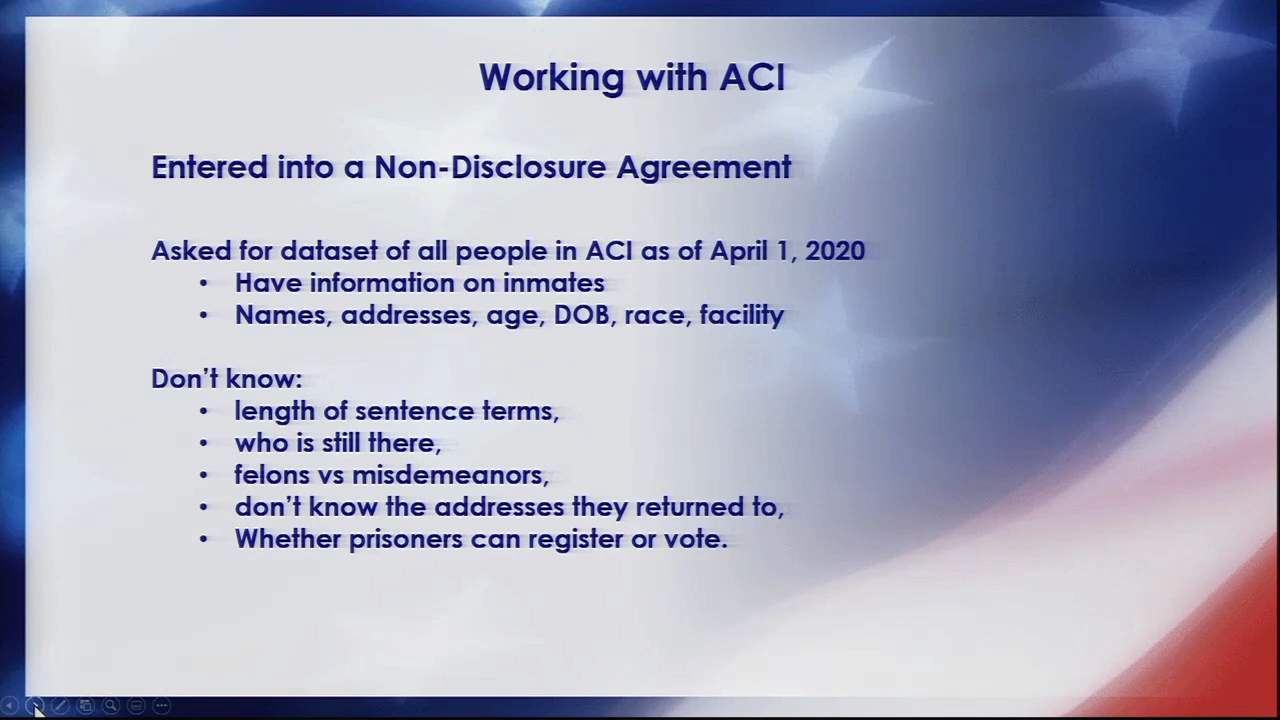 Working with ACI
Entered into a Non-Disclosure Agreement
Asked for dataset of all people in ACI as of April 1, 2020
• Have information on inmates
• Names, addresses, age, DOB, race, facility
Don’t know:
• length of sentence terms,
• who is still there,
• felons vs misdemeanors,
• don’t know the addresses they returned to,
• Whether prisoners can register or vote.